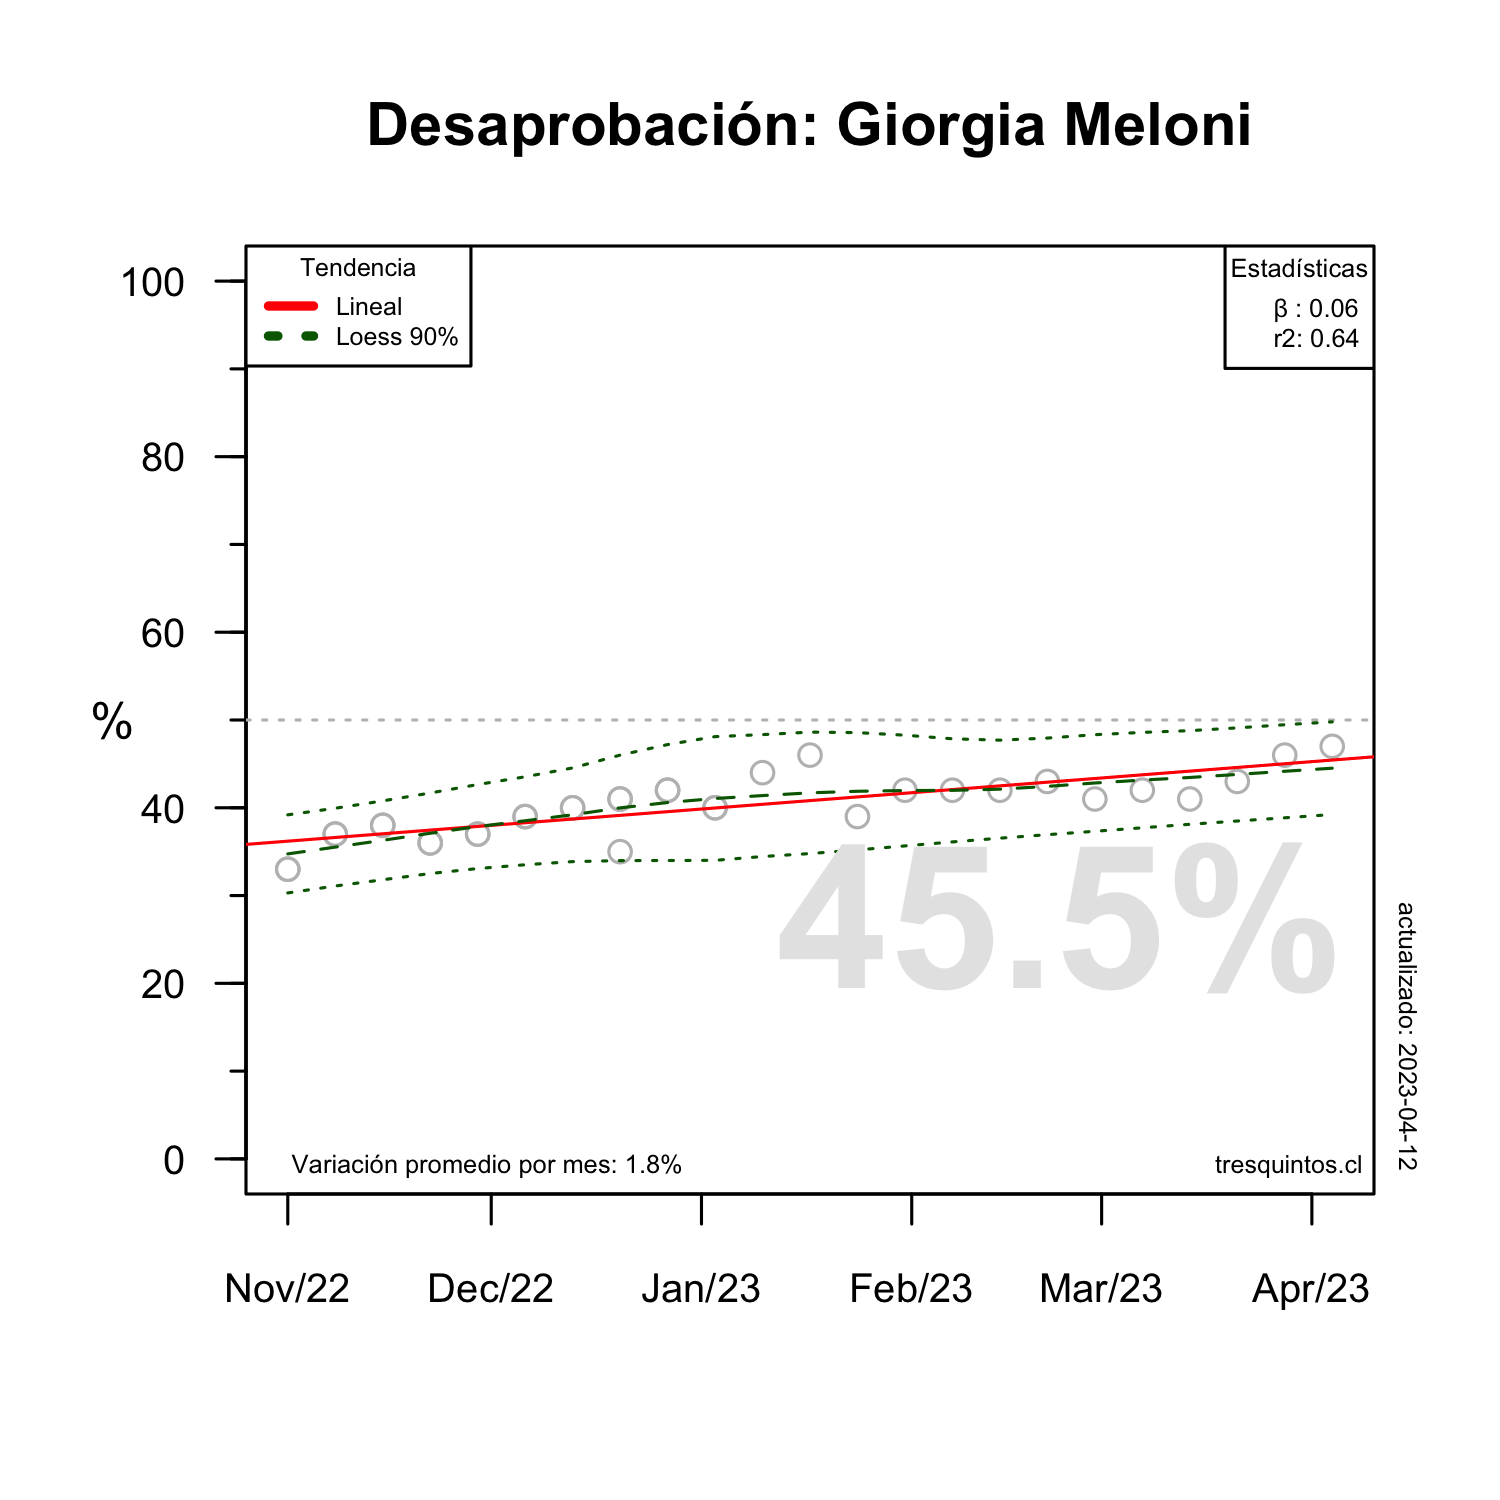 Desaprobación: Giorgia Meloni
Tendencia
Lineal
Loess 90%
Estadísticas
β : 0.06
r2: 0.64
100
80
60
%
40
20
0
45.5%
actualizado: 2023-04-12
Variación promedio por mes: 1.8%
tresquintos.cl
Nov/22 Dec/22 Jan/23 Feb/23 Mar/23 Apr/23